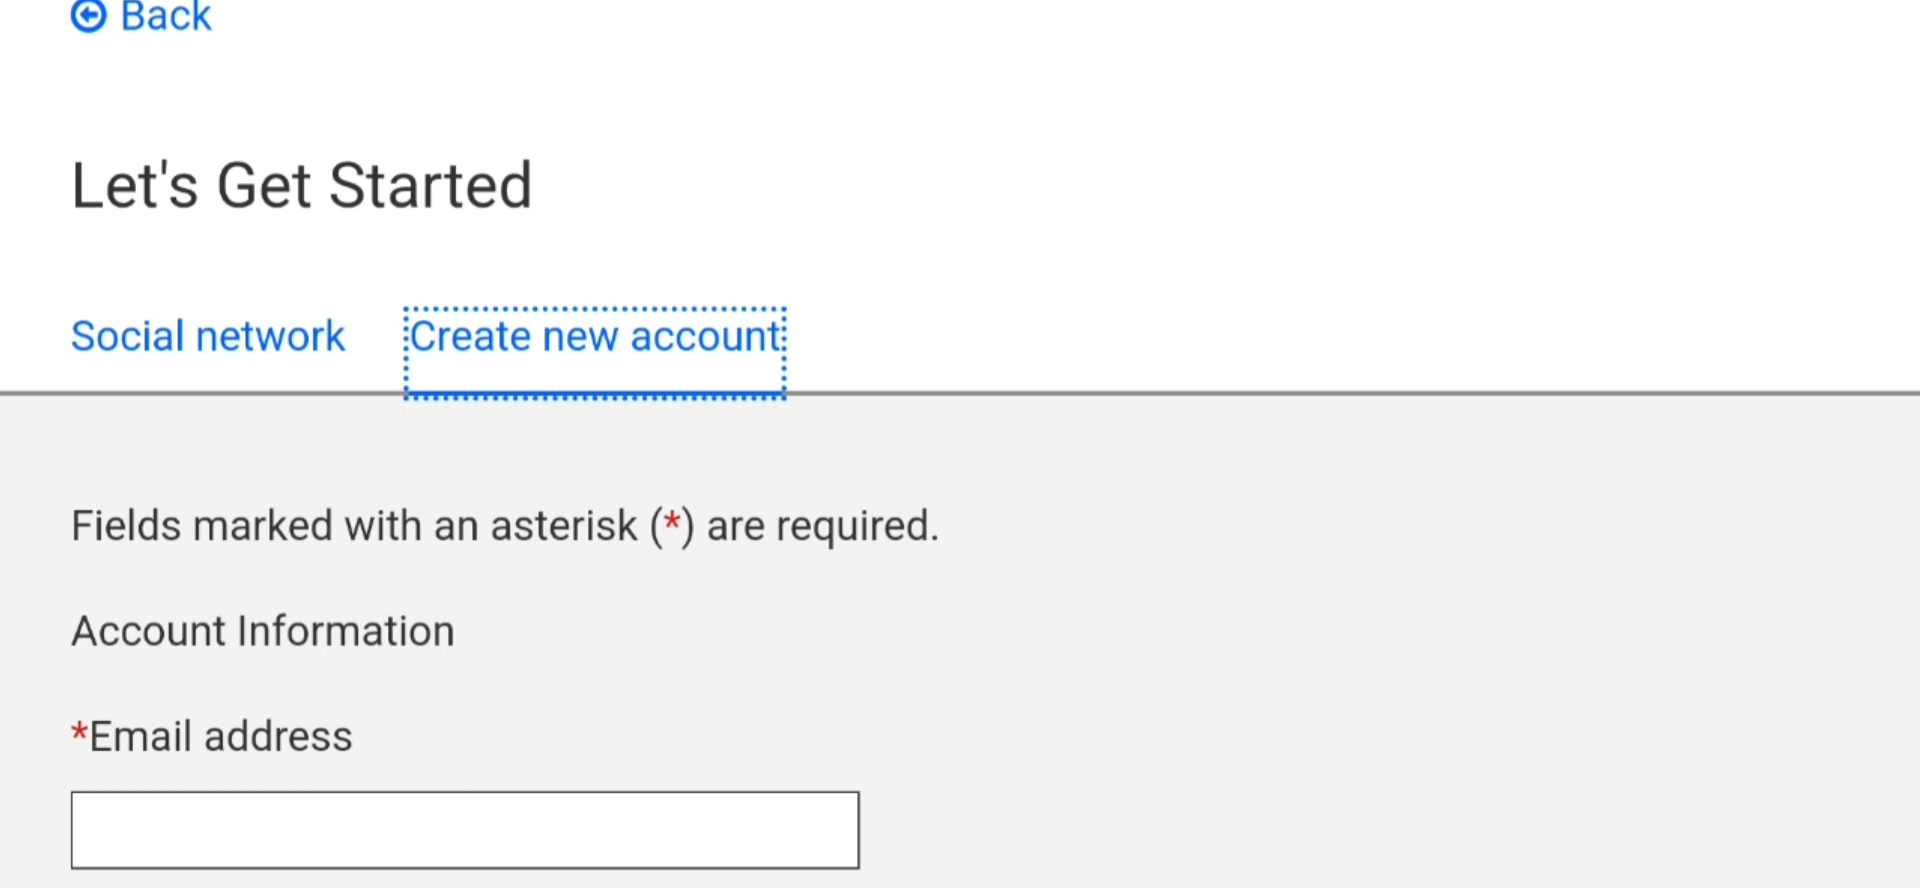 Back
Let's Get Started
Social network Create new account
Fields marked with an asterisk (*) are required.
Account Information
*Email address